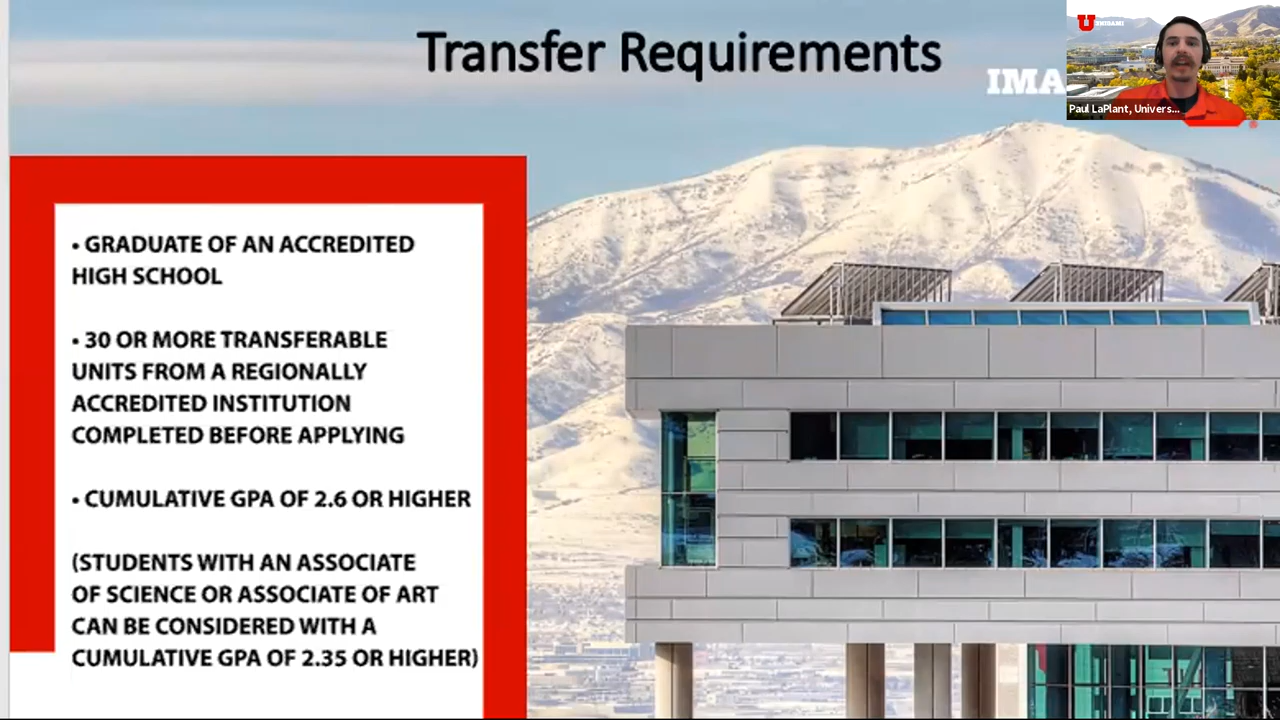 Transfer Requirements
IMA
U
Paul LaPlant, Univers...
• GRADUATE OF AN ACCREDITED
HIGH SCHOOL
• 30 OR MORE TRANSFERABLE
UNITS FROM A REGIONALLY
ACCREDITED INSTITUTION
COMPLETED BEFORE APPLYING
• CUMULATIVE GPA OF 2.6 OR HIGHER
(STUDENTS WITH AN ASSOCIATE
OF SCIENCE OR ASSOCIATE OF ART
CAN BE CONSIDERED WITH A
CUMULATIVE GPA OF 2.35 OR HIGHER)